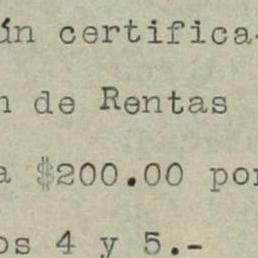 ún certifica-
n de Rentas
a $200.00 por
os 4 y 5.-